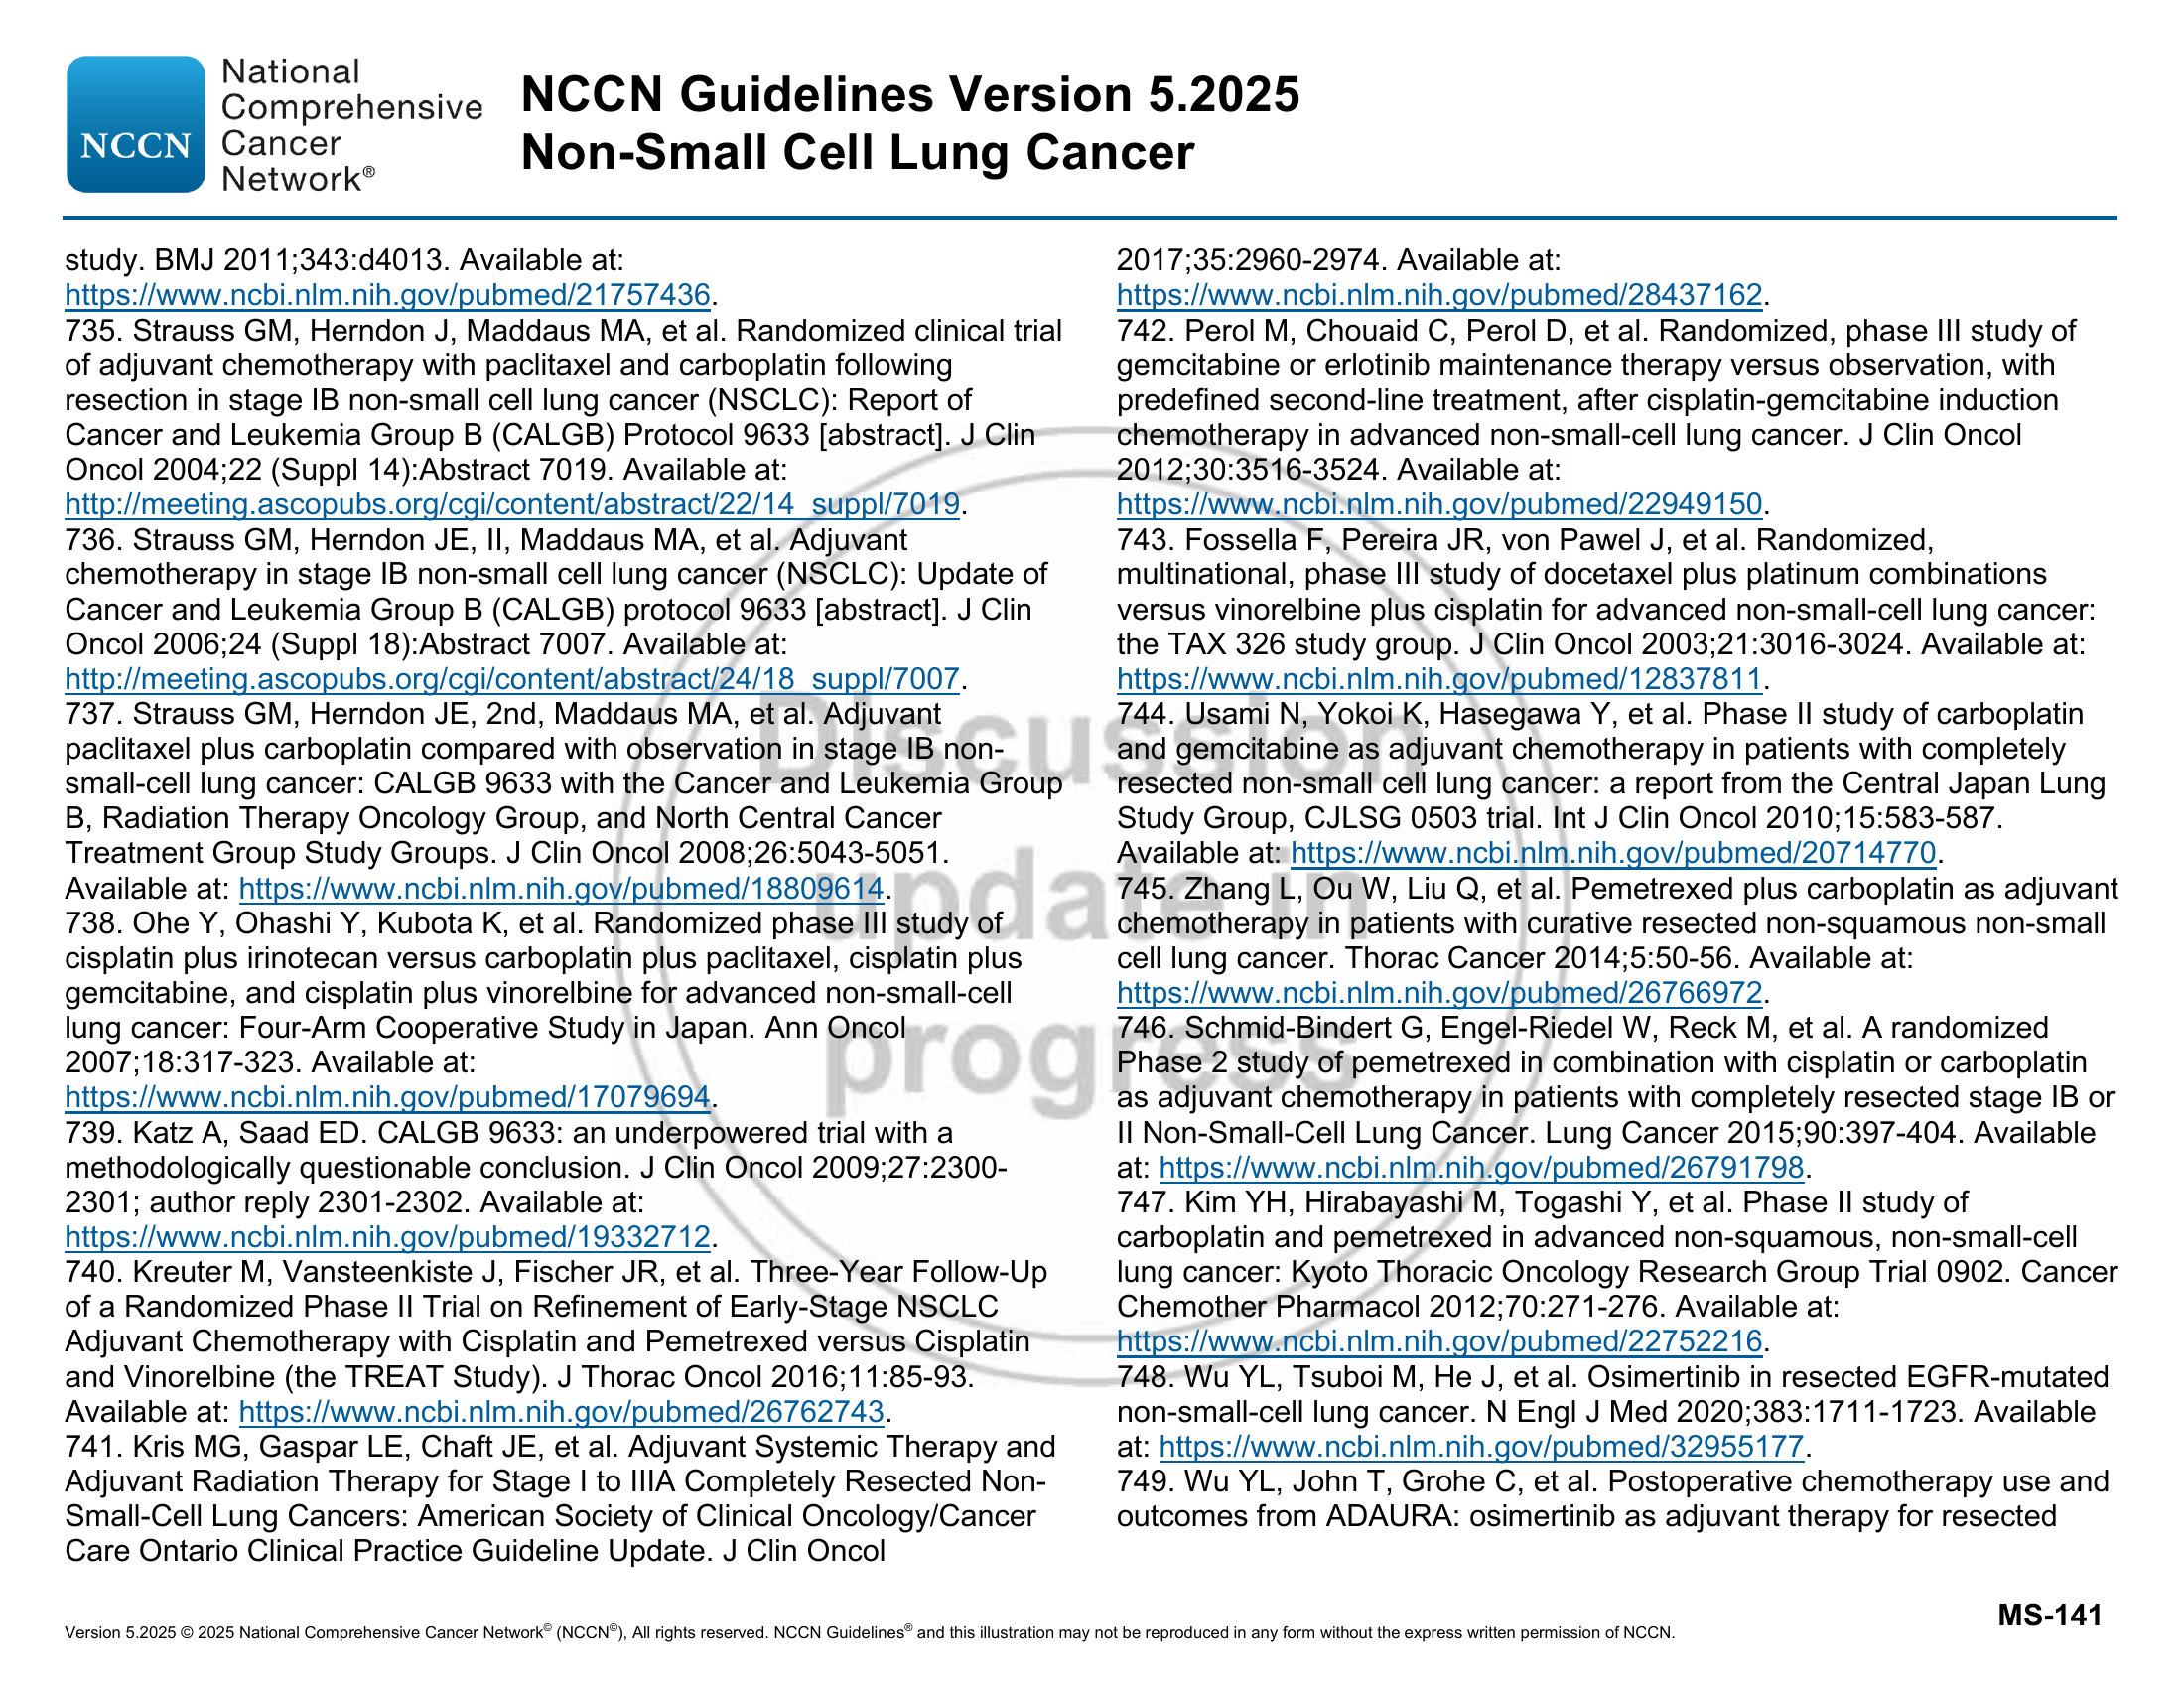 NCCN
National
Comprehensive
Cancer
Network®
NCCN Guidelines Version 5.2025
Non-Small Cell Lung Cancer
study. BMJ 2011;343:d4013. Available at:
https://www.ncbi.nlm.nih.gov/pubmed/21757436.
735. Strauss GM, Herndon J, Maddaus MA, et al. Randomized clinical trial
of adjuvant chemotherapy with paclitaxel and carboplatin following
resection in stage IB non-small cell lung cancer (NSCLC): Report of
Cancer and Leukemia Group B (CALGB) Protocol 9633 [abstract]. J Clin
Oncol 2004;22 (Suppl 14):Abstract 7019. Available at:
http://meeting.ascopubs.org/cgi/content/abstract/22/14_suppl/7019.
736. Strauss GM, Herndon JE, II, Maddaus MA, et al. Adjuvant
chemotherapy in stage IB non-small cell lung cancer (NSCLC): Update of
Cancer and Leukemia Group B (CALGB) protocol 9633 [abstract]. J Clin
Oncol 2006;24 (Suppl 18):Abstract 7007. Available at:
http://meeting.ascopubs.org/cgi/content/abstract/24/18_suppl/7007.
737. Strauss GM, Herndon JE, 2nd, Maddaus MA, et al. Adjuvant
paclitaxel plus carboplatin compared with observation in stage IB non-
small-cell lung cancer: CALGB 9633 with the Cancer and Leukemia Group
B, Radiation Therapy Oncology Group, and North Central Cancer
Treatment Group Study Groups. J Clin Oncol 2008;26:5043-5051.
Available at: https://www.ncbi.nlm.nih.gov/pubmed/18809614.
738. Ohe Y, Ohashi Y, Kubota K, et al. Randomized phase III study of
cisplatin plus irinotecan versus carboplatin plus paclitaxel, cisplatin plus
gemcitabine, and cisplatin plus vinorelbine for advanced non-small-cell
lung cancer: Four-Arm Cooperative Study in Japan. Ann Oncol
2007;18:317-323. Available at:
https://www.ncbi.nlm.nih.gov/pubmed/17079694.
739. Katz A, Saad ED. CALGB 9633: an underpowered trial with a
methodologically questionable conclusion. J Clin Oncol 2009;27:2300-
2301; author reply 2301-2302. Available at:
https://www.ncbi.nlm.nih.gov/pubmed/19332712.
740. Kreuter M, Vansteenkiste J, Fischer JR, et al. Three-Year Follow-Up
of a Randomized Phase II Trial on Refinement of Early-Stage NSCLC
Adjuvant Chemotherapy with Cisplatin and Pemetrexed versus Cisplatin
and Vinorelbine (the TREAT Study). J Thorac Oncol 2016;11:85-93.
Available at: https://www.ncbi.nlm.nih.gov/pubmed/26762743.
741. Kris MG, Gaspar LE, Chaft JE, et al. Adjuvant Systemic Therapy and
Adjuvant Radiation Therapy for Stage I to IIIA Completely Resected Non-
Small-Cell Lung Cancers: American Society of Clinical Oncology/Cancer
Care Ontario Clinical Practice Guideline Update. J Clin Oncol
2017;35:2960-2974. Available at:
https://www.ncbi.nlm.nih.gov/pubmed/28437162.
742. Perol M, Chouaid C, Perol D, et al. Randomized, phase III study of
gemcitabine or erlotinib maintenance therapy versus observation, with
predefined second-line treatment, after cisplatin-gemcitabine induction
chemotherapy in advanced non-small-cell lung cancer. J Clin Oncol
2012;30:3516-3524. Available at:
https://www.ncbi.nlm.nih.gov/pubmed/22949150.
743. Fossella F, Pereira JR, von Pawel J, et al. Randomized,
multinational, phase III study of docetaxel plus platinum combinations
versus vinorelbine plus cisplatin for advanced non-small-cell lung cancer:
the TAX 326 study group. J Clin Oncol 2003;21:3016-3024. Available at:
https://www.ncbi.nlm.nih.gov/pubmed/12837811.
744. Usami N, Yokoi K, Hasegawa Y, et al. Phase II study of carboplatin
and gemcitabine as adjuvant chemotherapy in patients with completely
resected non-small cell lung cancer: a report from the Central Japan Lung
Study Group, CJLSG 0503 trial. Int J Clin Oncol 2010;15:583-587.
Available at: https://www.ncbi.nlm.nih.gov/pubmed/20714770.
745. Zhang L, Ou W, Liu Q, et al. Pemetrexed plus carboplatin as adjuvant
chemotherapy in patients with curative resected non-squamous non-small
cell lung cancer. Thorac Cancer 2014;5:50-56. Available at:
https://www.ncbi.nlm.nih.gov/pubmed/26766972.
746. Schmid-Bindert G, Engel-Riedel W, Reck M, et al. A randomized
Phase 2 study of pemetrexed in combination with cisplatin or carboplatin
as adjuvant chemotherapy in patients with completely resected stage IB or
II Non-Small-Cell Lung Cancer. Lung Cancer 2015;90:397-404. Available
at: https://www.ncbi.nlm.nih.gov/pubmed/26791798.
747. Kim YH, Hirabayashi M, Togashi Y, et al. Phase II study of
carboplatin and pemetrexed in advanced non-squamous, non-small-cell
lung cancer: Kyoto Thoracic Oncology Research Group Trial 0902. Cancer
Chemother Pharmacol 2012;70:271-276. Available at:
https://www.ncbi.nlm.nih.gov/pubmed/22752216.
748. Wu YL, Tsuboi M, He J, et al. Osimertinib in resected EGFR-mutated
non-small-cell lung cancer. N Engl J Med 2020;383:1711-1723. Available
at: https://www.ncbi.nlm.nih.gov/pubmed/32955177.
749. Wu YL, John T, Grohe C, et al. Postoperative chemotherapy use and
outcomes from ADAURA: osimertinib as adjuvant therapy for resected
Discussion
update in
progress
MS-141
Version 5.2025 © 2025 National Comprehensive Cancer Network© (NCCN©), All rights reserved. NCCN Guidelines® and this illustration may not be reproduced in any form without the express written permission of NCCN.